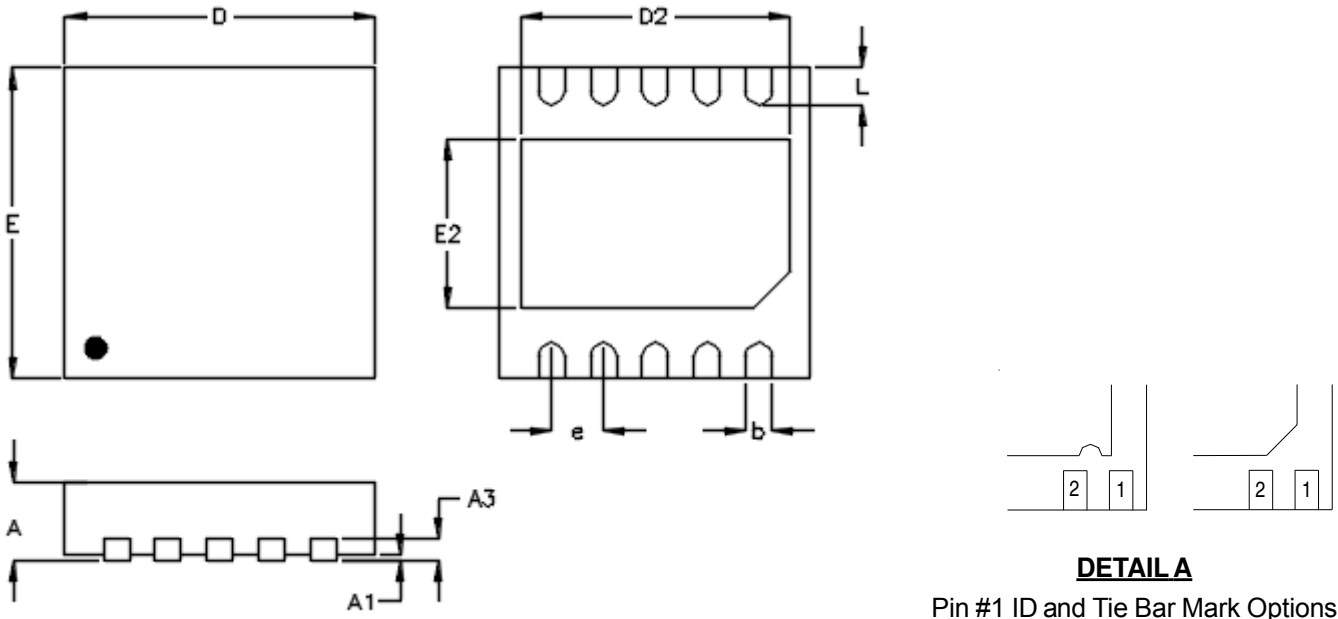 D
D2
L
E
E2
e
b
A
A3
A1
2
1
2
1
DETAIL A
Pin #1 ID and Tie Bar Mark Options